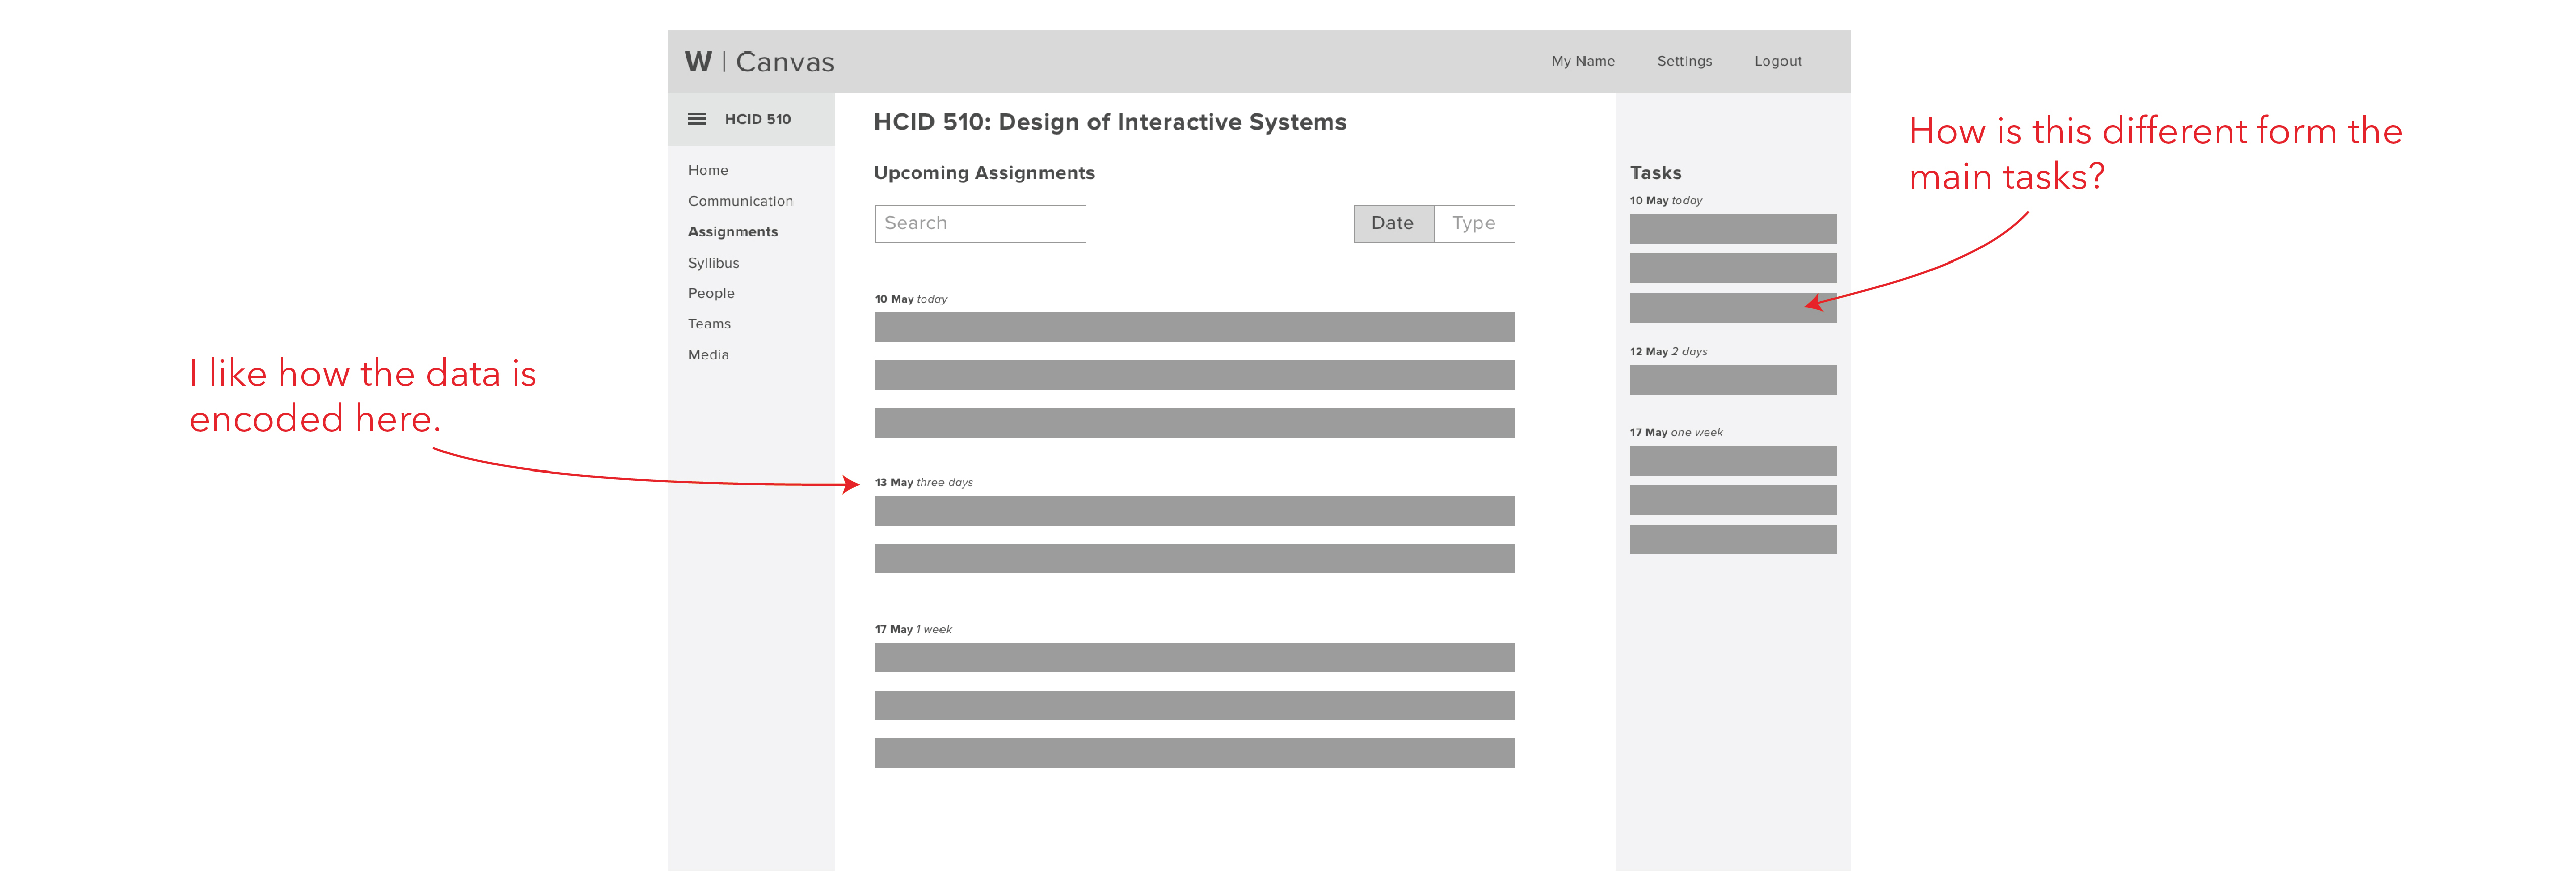 W | Canvas
My Name
Settings
Logout
HCID 510
Home
Communication
Assignments
Syllibus
People
Teams
Media
HCID 510: Design of Interactive Systems
Upcoming Assignments
Search
Date
Type
10 May today
13 May three days
17 May 1 week
Tasks
10 May today
12 May 2 days
17 May one week
I like how the data is
encoded here.
How is this different form the
main tasks?